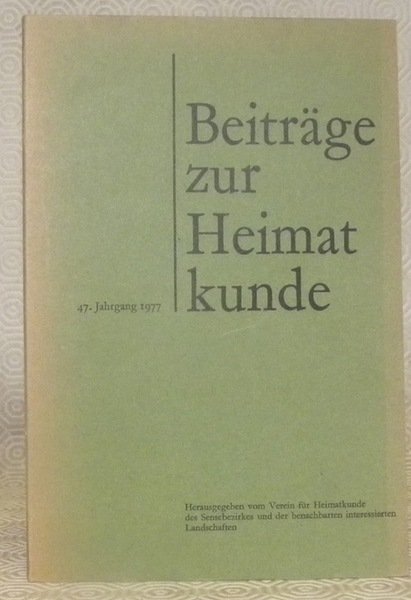 Beiträge
zur
Heimat
kunde
47. Jahrgang 1977
Herausgegeben vom Verein für Heimatkunde
des Sensebezirkes und der benachbarten interessierten
Landschaften